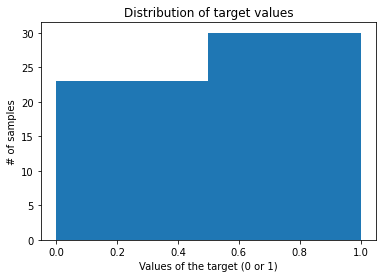 Distribution of target values
30
25
20
15
10
5
0
# of samples
0.0 0.2 0.4 0.6 0.8 1.0
Values of the target (0 or 1)